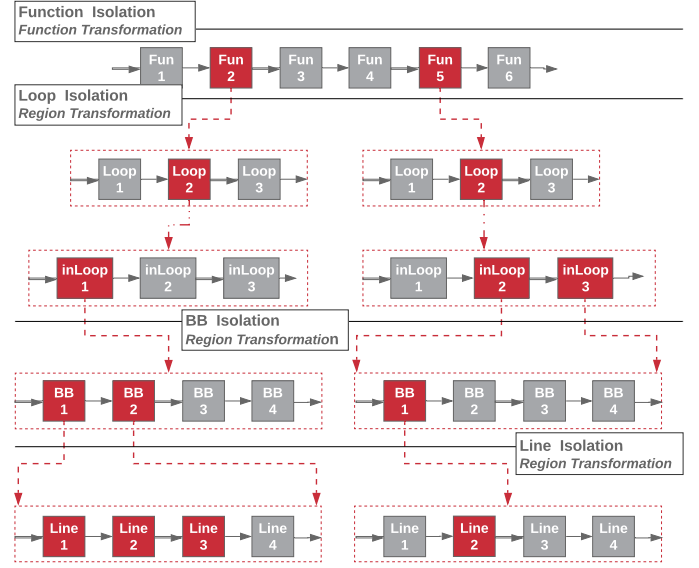 Function Isolation
Function Transformation
Fun 1
Fun 2
Fun 3
Fun 4
Fun 5
Fun 6
Loop Isolation
Region Transformation
Loop 1
Loop 2
Loop 3
Loop 1
Loop 2
Loop 3
inLoop 1
inLoop 2
inLoop 3
inLoop 1
inLoop 2
inLoop 3
BB Isolation
Region Transformation
BB 1
BB 2
BB 3
BB 4
BB 1
BB 2
BB 3
BB 4
Line Isolation
Region Transformation
Line 1
Line 2
Line 3
Line 4
Line 1
Line 2
Line 3
Line 4